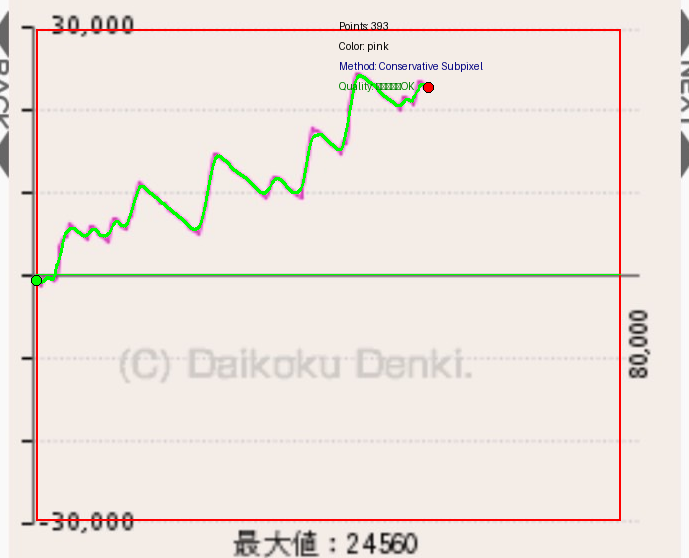 30,000
Points: 393
Color: pink
Method: Conservative Subpixel
Quality: OK
BACK
NEXT
80,000
(C) Daikoku Denki.
-30,000
最大値：24560